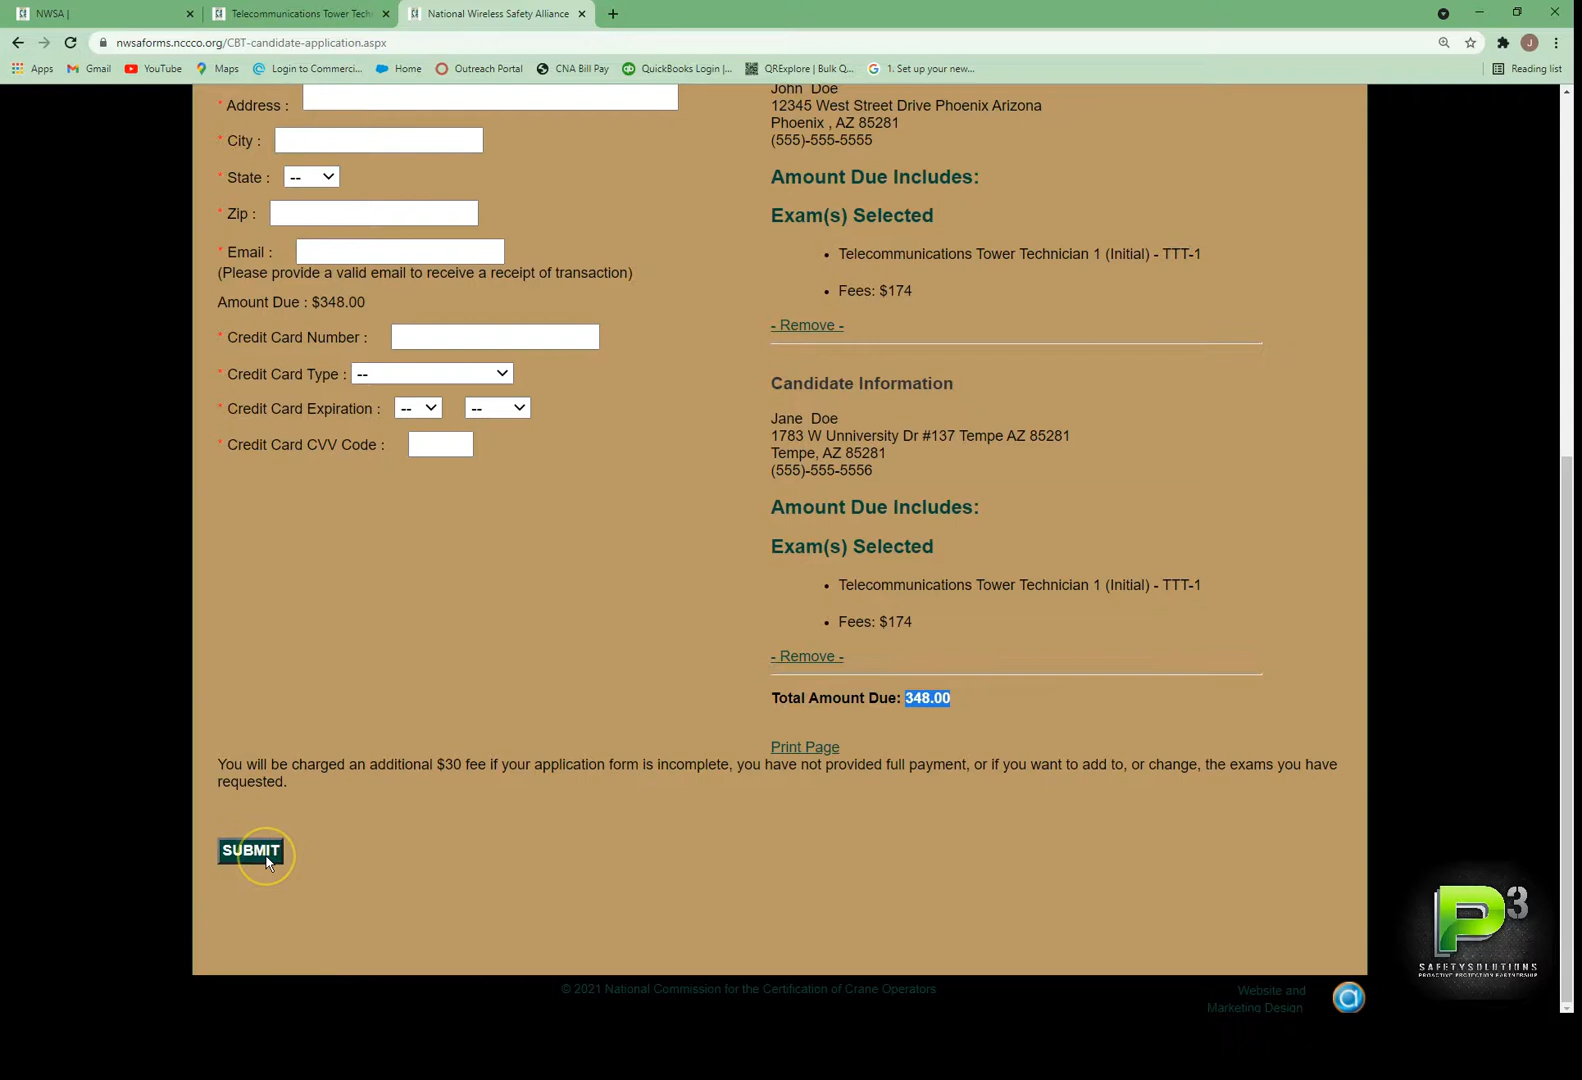 NWSA |
Telecommunications Tower Tech
National Wireless Safety Alliance
nwsaforms.nccco.org/CBT-candidate-application.aspx
J
Apps
Gmail
YouTube
Maps
Login to Commerci...
Home
Outreach Portal
CNA Bill Pay
QuickBooks Login |...
QRExplore | Bulk Q...
1. Set up your new...
Reading list
* Address :
* City :
* State : --
* Zip :
* Email :
(Please provide a valid email to receive a receipt of transaction)
Amount Due : $348.00
* Credit Card Number :
* Credit Card Type : --
* Credit Card Expiration : -- --
* Credit Card CVV Code :
John Doe
12345 West Street Drive Phoenix Arizona
Phoenix , AZ 85281
(555)-555-5555
Amount Due Includes:
Exam(s) Selected
• Telecommunications Tower Technician 1 (Initial) - TTT-1
• Fees: $174
- Remove -
Candidate Information
Jane Doe
1783 W Unniversity Dr #137 Tempe AZ 85281
Tempe, AZ 85281
(555)-555-5556
Amount Due Includes:
Exam(s) Selected
• Telecommunications Tower Technician 1 (Initial) - TTT-1
• Fees: $174
- Remove -
Total Amount Due: 348.00
Print Page
You will be charged an additional $30 fee if your application form is incomplete, you have not provided full payment, or if you want to add to, or change, the exams you have
requested.
SUBMIT
© 2021 National Commission for the Certification of Crane Operators
Website and
Marketing Design
P3
SAFETYSOLUTIONS
PROACTIVE PROTECTION PARTNERSHIP